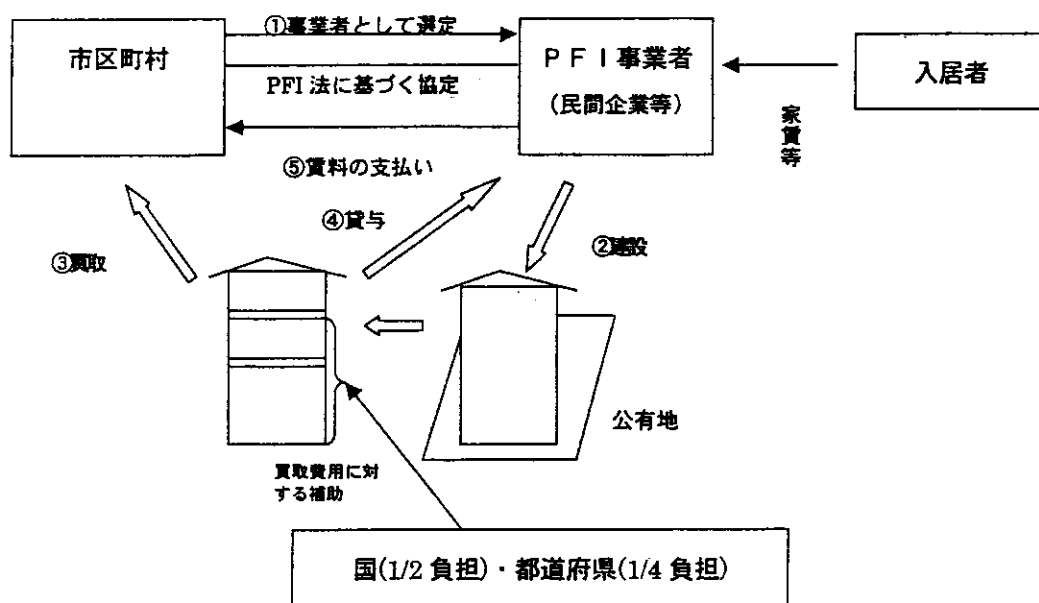 ①事業者として選定
市区町村
PFI事業者
(民間企業等)
入居者
PFI法に基づく協定
家賃等
⑤賃料の支払い
④貸与
②建設
③買取
公有地
買取費用に対
する補助
国(1/2負担)・都道府県(1/4負担)